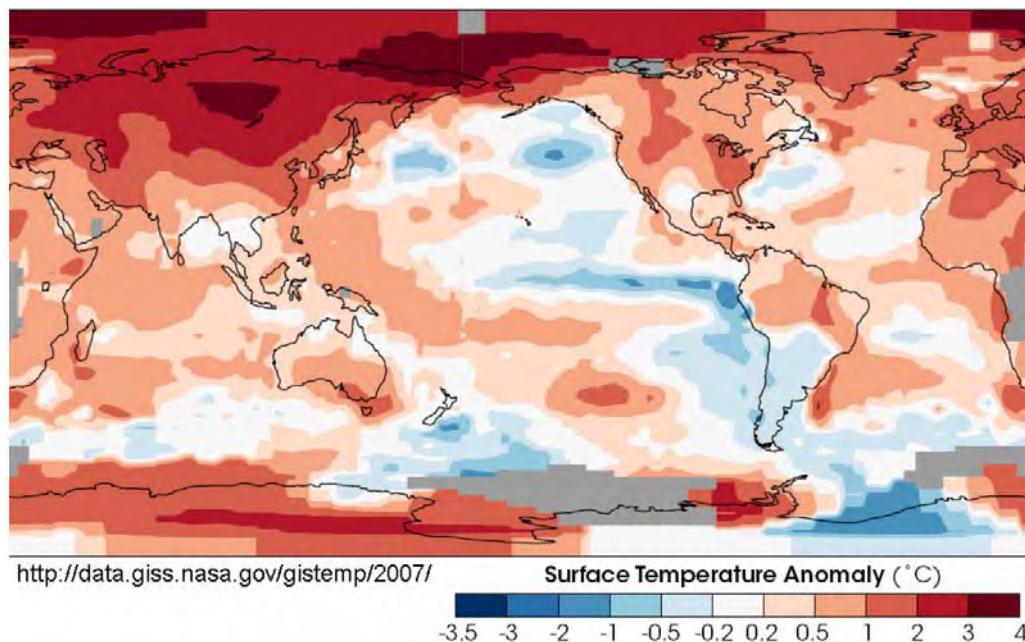 http://data.giss.nasa.gov/gistemp/2007/
Surface Temperature Anomaly (°C)
-3.5 -3 -2 -1 -0.5 -0.2 0.2 0.5 1 2 3 4